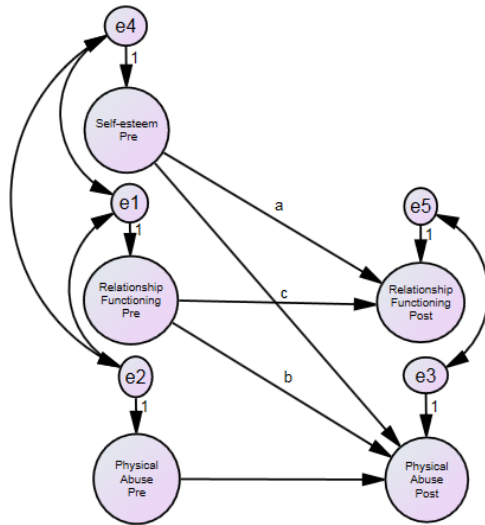 e4
1
Self-esteem
Pre
e1
1
a
e5
1
Relationship
Functioning
Pre
c
Relationship
Functioning
Post
b
e2
1
e3
1
Physical
Abuse
Pre
Physical
Abuse
Post